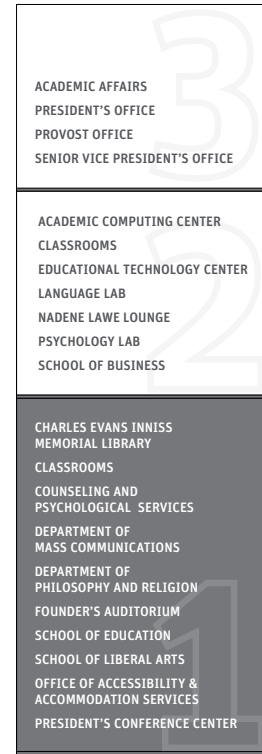 3
ACADEMIC AFFAIRS
PRESIDENT'S OFFICE
PROVOST OFFICE
SENIOR VICE PRESIDENT'S OFFICE
2
ACADEMIC COMPUTING CENTER
CLASSROOMS
EDUCATIONAL TECHNOLOGY CENTER
LANGUAGE LAB
NADENE LAWE LOUNGE
PSYCHOLOGY LAB
SCHOOL OF BUSINESS
1
CHARLES EVANS INNISS
MEMORIAL LIBRARY
CLASSROOMS
COUNSELING AND
PSYCHOLOGICAL SERVICES
DEPARTMENT OF
MASS COMMUNICATIONS
DEPARTMENT OF
PHILOSOPHY AND RELIGION
FOUNDER'S AUDITORIUM
SCHOOL OF EDUCATION
SCHOOL OF LIBERAL ARTS
OFFICE OF ACCESSIBILITY &
ACCOMMODATION SERVICES
PRESIDENT'S CONFERENCE CENTER